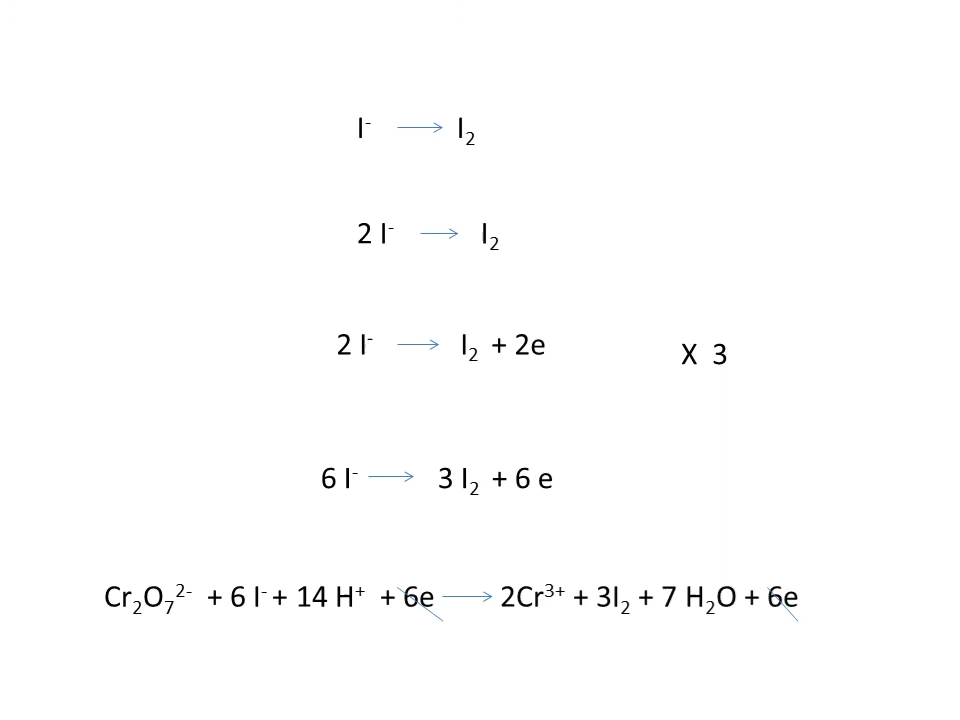 I⁻ → I₂
2 I⁻ → I₂
2 I⁻ → I₂ + 2e X 3
6 I⁻ → 3 I₂ + 6 e
Cr₂O₇²⁻ + 6 I⁻ + 14 H⁺ + 6e → 2Cr³⁺ + 3I₂ + 7 H₂O + 6e